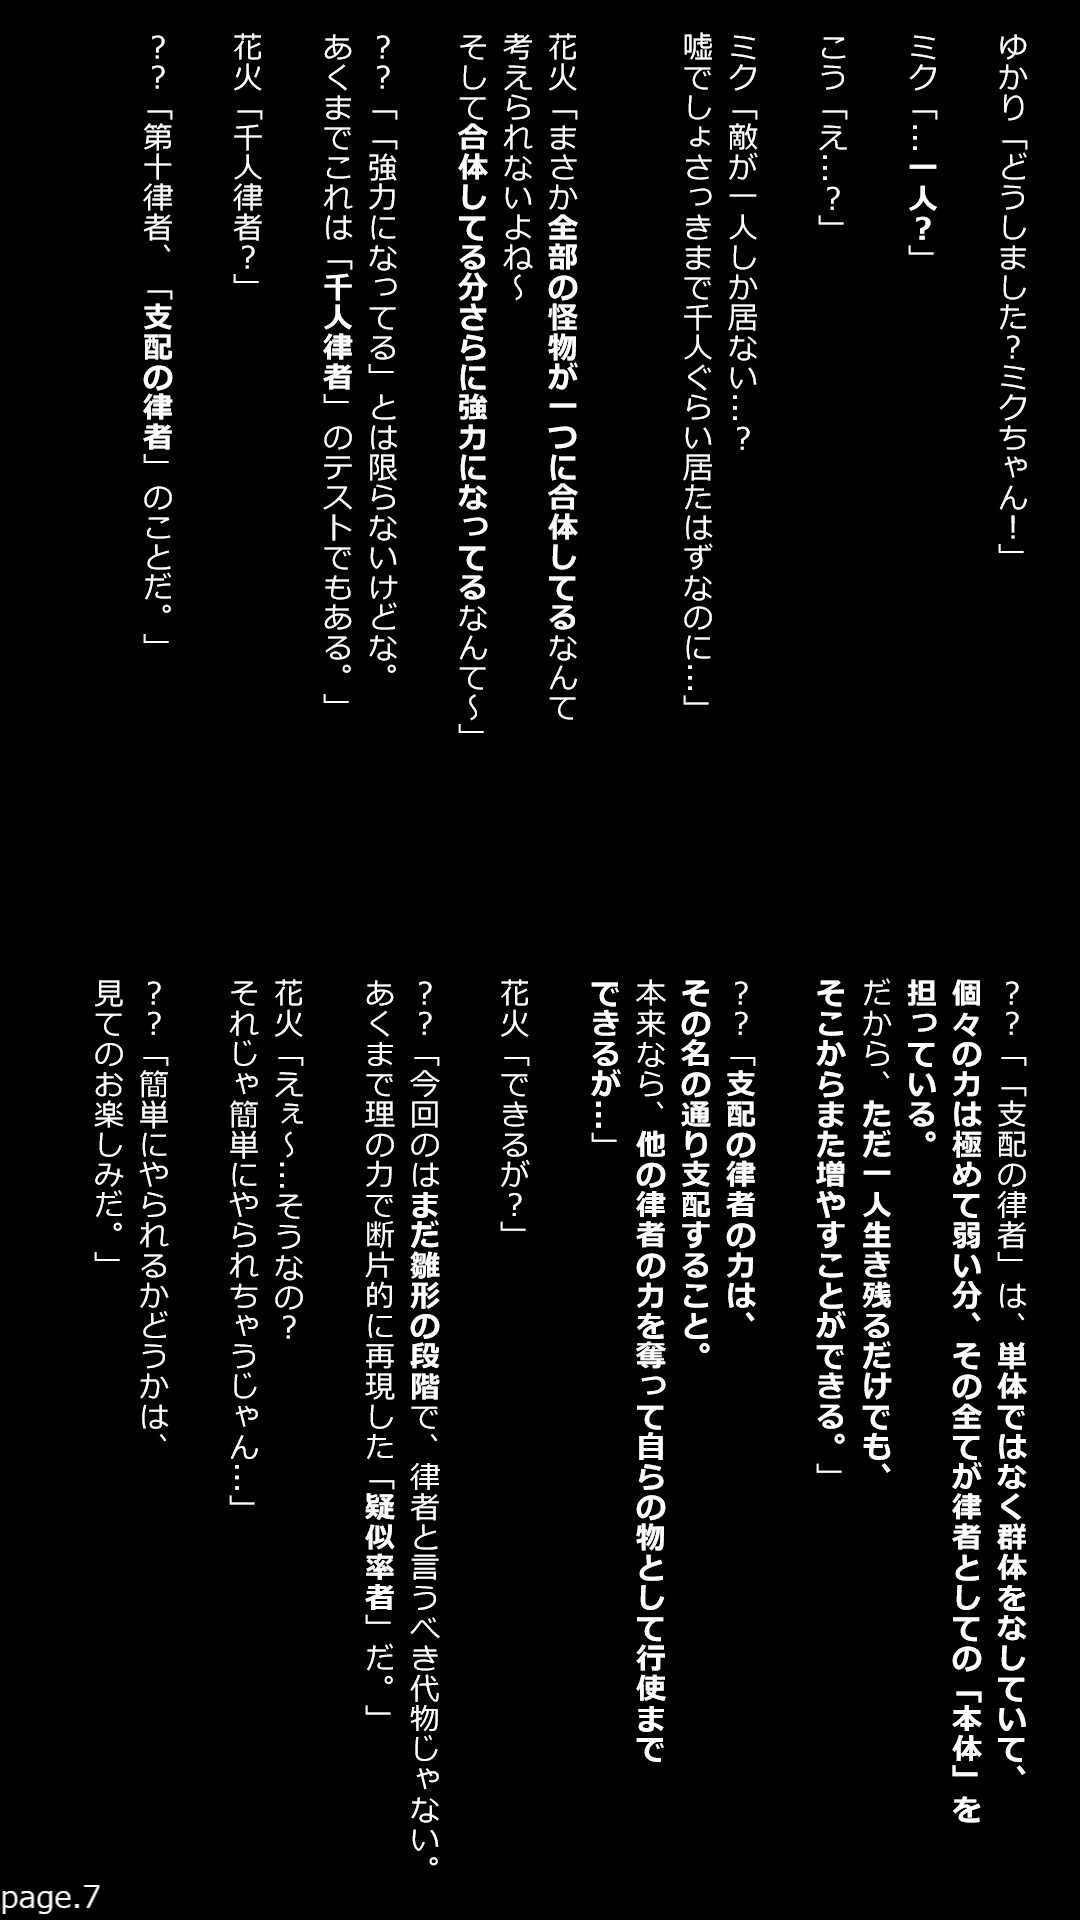 ゆかり「どうしました？ミクちゃん！」
ミク「…一人？」
こう「え…？」
ミク「敵が一人しか居ない…？
嘘でしょさっきまで千人ぐらい居たはずなのに…」
花火「まさか全部の怪物が一つに合体してるなんて
考えられないよね～
そして合体してる分さらに強力になってるなんて～」
？？「「強力になってる」とは限らないけどな。
あくまでこれは「千人律者」のテストでもある。」
花火「千人律者？」
？？「第十律者、「支配の律者」のことだ。」
？？「「支配の律者」は、単体ではなく群体をなしていて、
個々の力は極めて弱い分、その全てが律者としての「本体」を
担っている。
だから、ただ一人生き残るだけでも、
そこからまた増やすことができる。」
？？「支配の律者の力は、
その名の通り支配すること。
本来なら、他の律者の力を奪って自らの物として行使まで
できるが…」
花火「できるが？」
？？「今回のはまだ雛形の段階で、律者と言うべき代物じゃない。
あくまで理の力で断片的に再現した「疑似率者」だ。」
花火「えぇ～…そうなの？
それじゃ簡単にやられちゃうじゃん…」
？？「簡単にやられるかどうかは、
見てのお楽しみだ。」
page.7